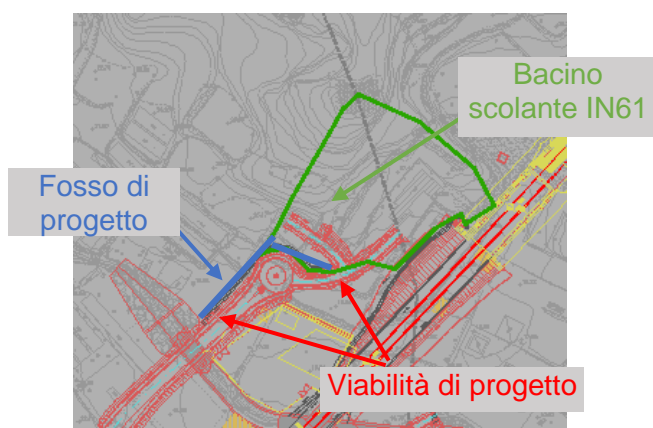 Bacino
scolante IN61
Fosso di
progetto
Viabilità di progetto